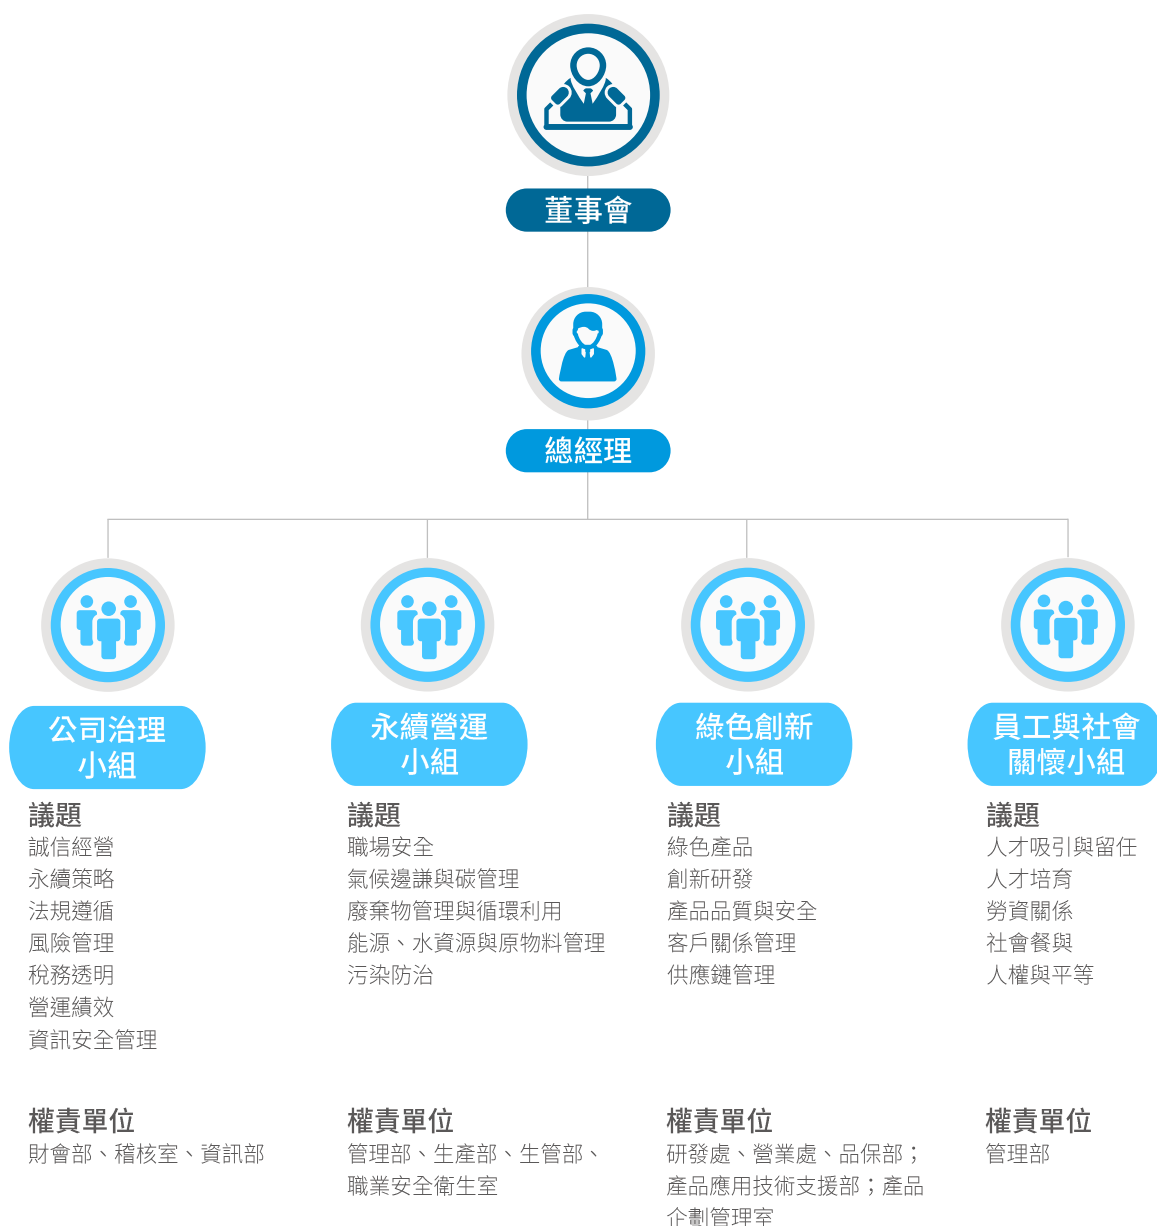 董事會
總經理
公司治理
小組
議題
誠信經營
永續策略
法規遵循
風險管理
稅務透明
營運績效
資訊安全管理
權責單位
財會部、稽核室、資訊部
永續營運
小組
議題
職場安全
氣候邊謙與碳管理
廢棄物管理與循環利用
能源、水資源與原物料管理
污染防治
權責單位
管理部、生產部、生管部、
職業安全衛生室
綠色創新
小組
議題
綠色產品
創新研發
產品品質與安全
客戶關係管理
供應鏈管理
權責單位
研發處、營業處、品保部；
產品應用技術支援部；產品
企劃管理室
員工與社會
關懷小組
議題
人才吸引與留任
人才培育
勞資關係
社會餐與
人權與平等
權責單位
管理部